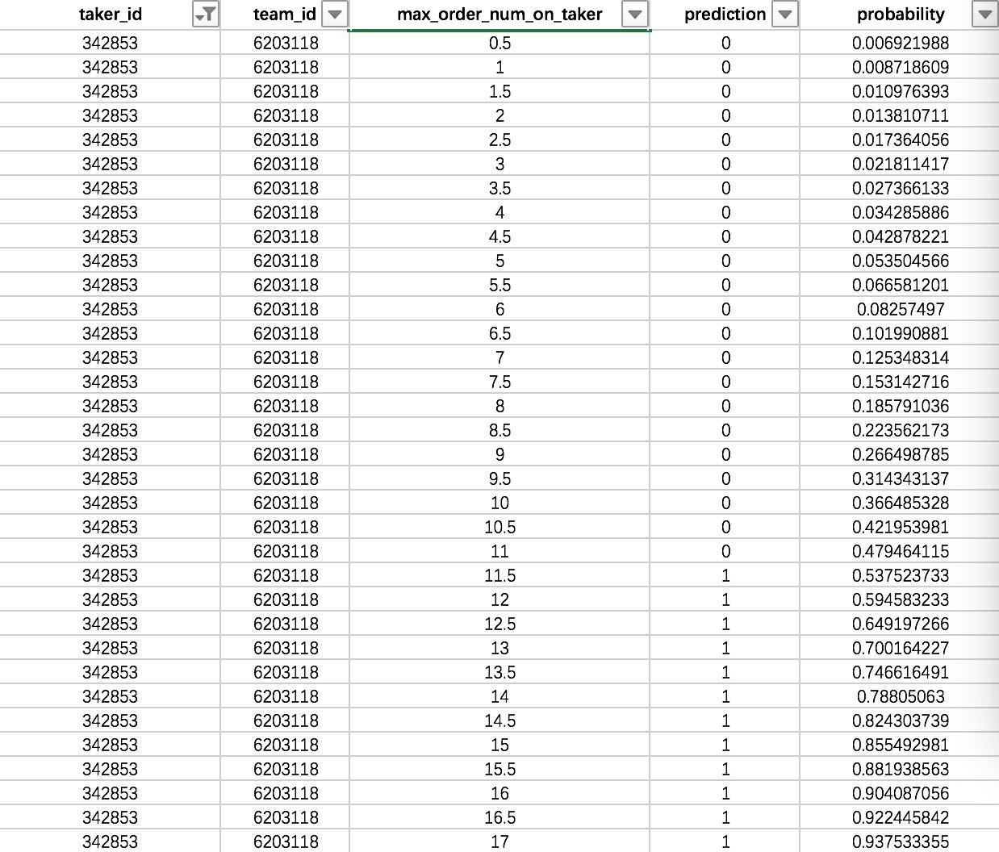 taker_id team_id max_order_num_on_taker prediction probability
342853 6203118 0.5 0 0.006921988
342853 6203118 1 0 0.008718609
342853 6203118 1.5 0 0.010976393
342853 6203118 2 0 0.013810711
342853 6203118 2.5 0 0.017364056
342853 6203118 3 0 0.021811417
342853 6203118 3.5 0 0.027366133
342853 6203118 4 0 0.034285886
342853 6203118 4.5 0 0.042878221
342853 6203118 5 0 0.053504566
342853 6203118 5.5 0 0.066581201
342853 6203118 6 0 0.08257497
342853 6203118 6.5 0 0.101990881
342853 6203118 7 0 0.125348314
342853 6203118 7.5 0 0.153142716
342853 6203118 8 0 0.185791036
342853 6203118 8.5 0 0.223562173
342853 6203118 9 0 0.266498785
342853 6203118 9.5 0 0.314343137
342853 6203118 10 0 0.366485328
342853 6203118 10.5 0 0.421953981
342853 6203118 11 0 0.479464115
342853 6203118 11.5 1 0.537523733
342853 6203118 12 1 0.594583233
342853 6203118 12.5 1 0.649197266
342853 6203118 13 1 0.700164227
342853 6203118 13.5 1 0.746616491
342853 6203118 14 1 0.78805063
342853 6203118 14.5 1 0.824303739
342853 6203118 15 1 0.855492981
342853 6203118 15.5 1 0.881938563
342853 6203118 16 1 0.904087056
342853 6203118 16.5 1 0.922445842
342853 6203118 17 1 0.937533355